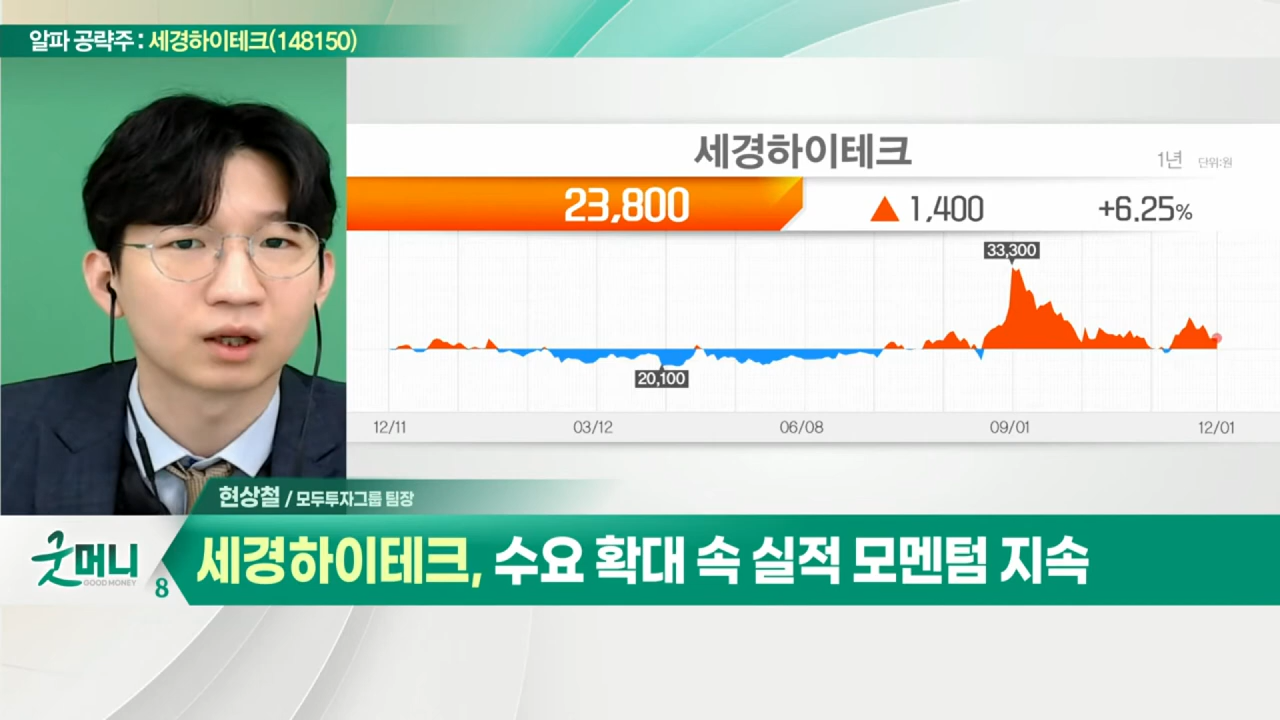 알파 공략주 : 세경하이테크(148150)
세경하이테크
1년 단위:원
23,800 ▲ 1,400 +6.25%
33,300
20,100
12/11 03/12 06/08 09/01 12/01
현상철 / 모두투자그룹 팀장
굿머니
GOOD MONEY
8
세경하이테크, 수요 확대 속 실적 모멘텀 지속